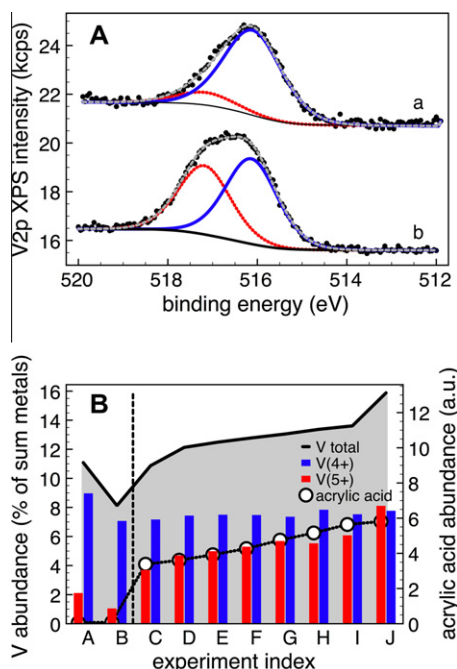 A
V2p XPS intensity (kcps)
24
22
20
18
16
a
b
520 518 516 514 512
binding energy (eV)
B
V abundance (% of sum metals)
16
14
12
10
8
6
4
2
0
V total
V(4+)
V(5+)
acrylic acid
12
10
8
6
4
2
0
acrylic acid abundance (a.u.)
A B C D E F G H I J
experiment index